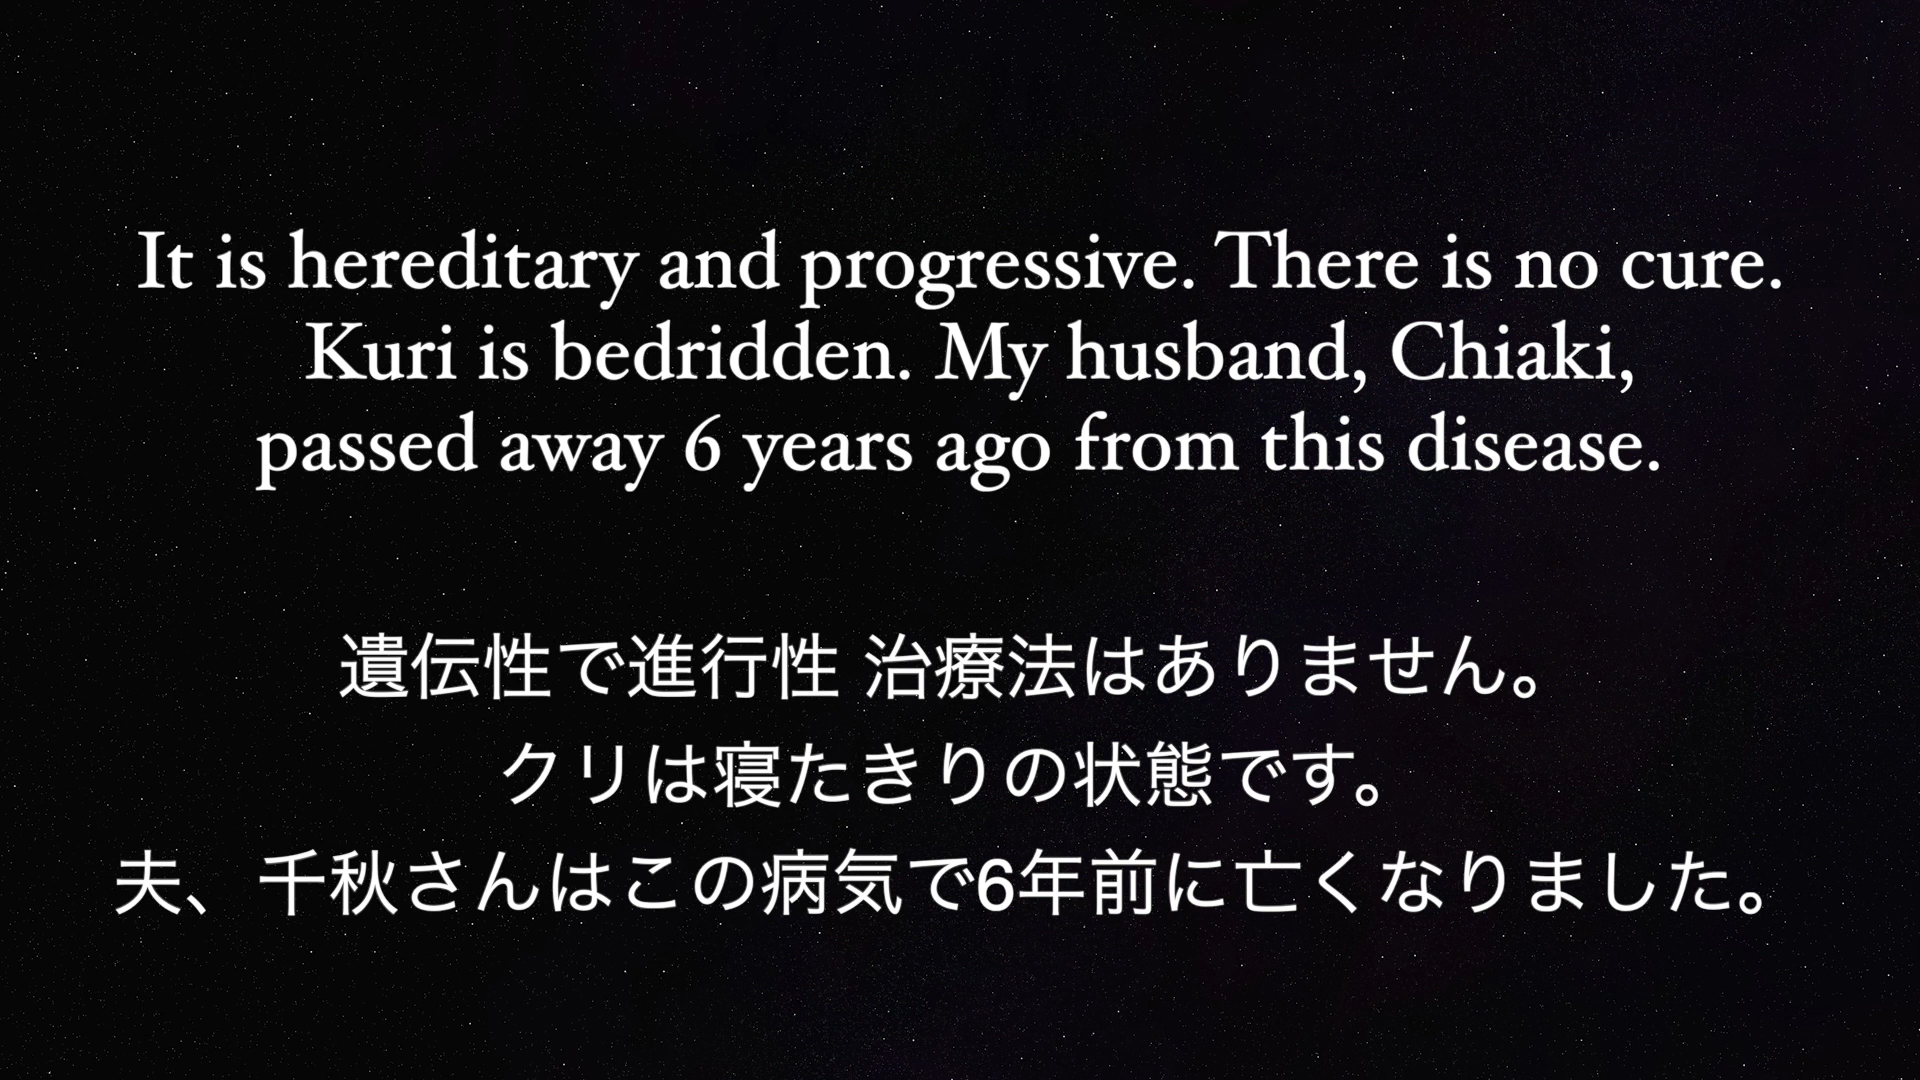 It is hereditary and progressive. There is no cure.
Kuri is bedridden. My husband, Chiaki,
passed away 6 years ago from this disease.
遺伝性で進行性 治療法はありません。
クリは寝たきりの状態です。
夫、千秋さんはこの病気で6年前に亡くなりました。